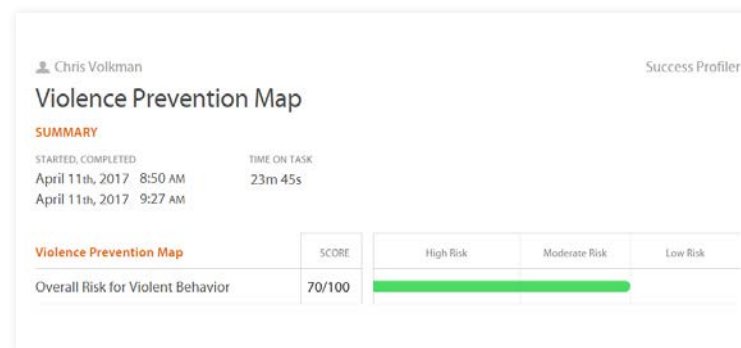 Chris Volkman Success Profiler
Violence Prevention Map
SUMMARY
STARTED, COMPLETED TIME ON TASK
April 11th, 2017 8:50 AM 23m 45s
April 11th, 2017 9:27 AM
Violence Prevention Map SCORE High Risk Moderate Risk Low Risk
Overall Risk for Violent Behavior 70/100